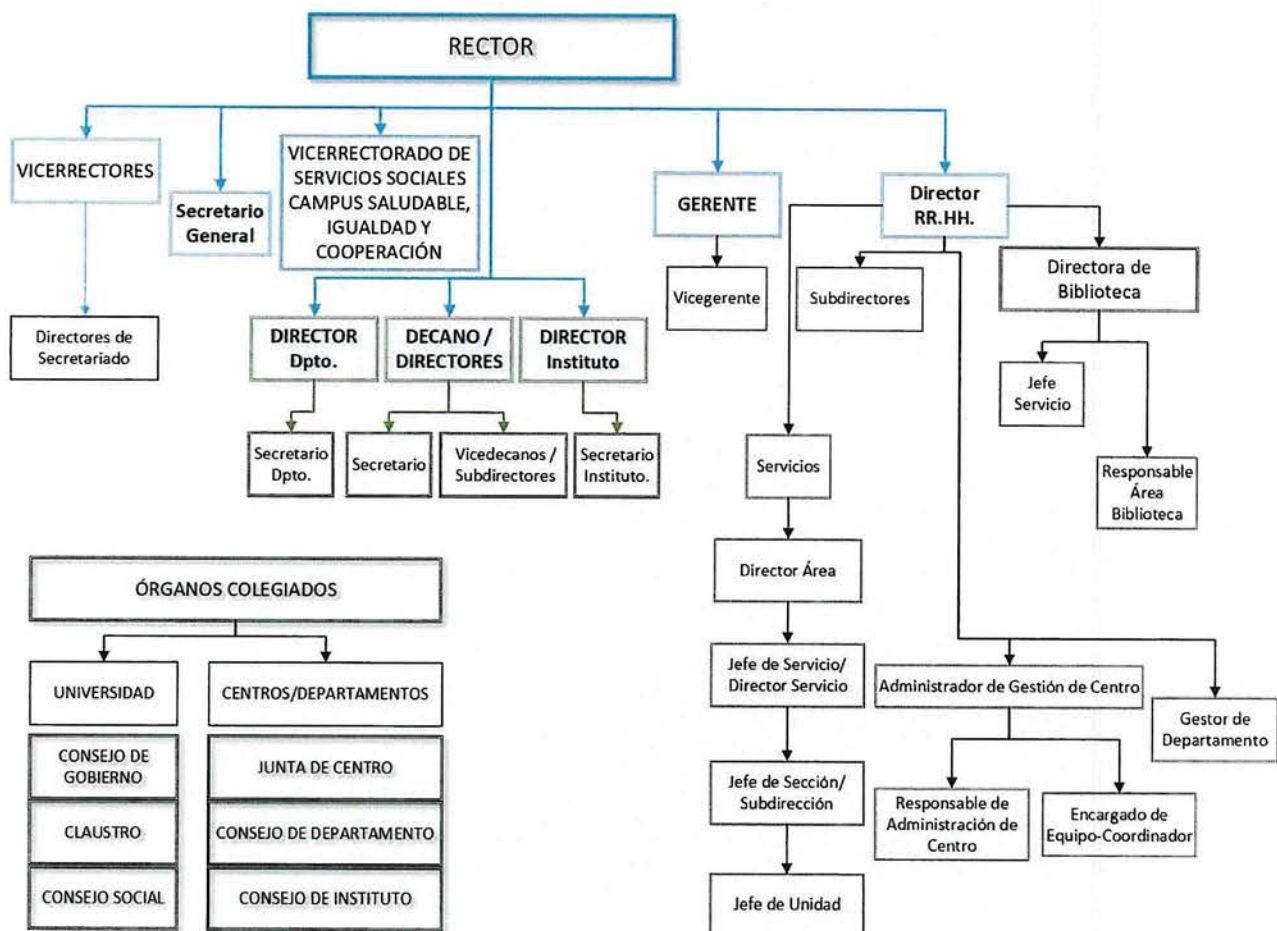 RECTOR
VICERRECTORES
Secretario
General
VICERRECTORADO DE
SERVICIOS SOCIALES
CAMPUS SALUDABLE,
IGUALDAD Y
COOPERACIÓN
GERENTE
Director
RR.HH.
Directores de
Secretariado
Vicegerente
Subdirectores
Directora de
Biblioteca
DIRECTOR
Dpto.
DECANO /
DIRECTORES
DIRECTOR
Instituto
Jefe
Servicio
Secretario
Dpto.
Secretario
Vicedecanos /
Subdirectores
Secretario
Instituto.
Servicios
Responsable
Área
Biblioteca
Director Área
Jefe de Servicio/
Director Servicio
Administrador de Gestión de Centro
Gestor de
Departamento
Jefe de Sección/
Subdirección
Responsable de
Administración de
Centro
Encargado de
Equipo-Coordinador
Jefe de Unidad
ÓRGANOS COLEGIADOS
UNIVERSIDAD
CENTROS/DEPARTAMENTOS
CONSEJO DE
GOBIERNO
JUNTA DE CENTRO
CLAUSTRO
CONSEJO DE DEPARTAMENTO
CONSEJO SOCIAL
CONSEJO DE INSTITUTO